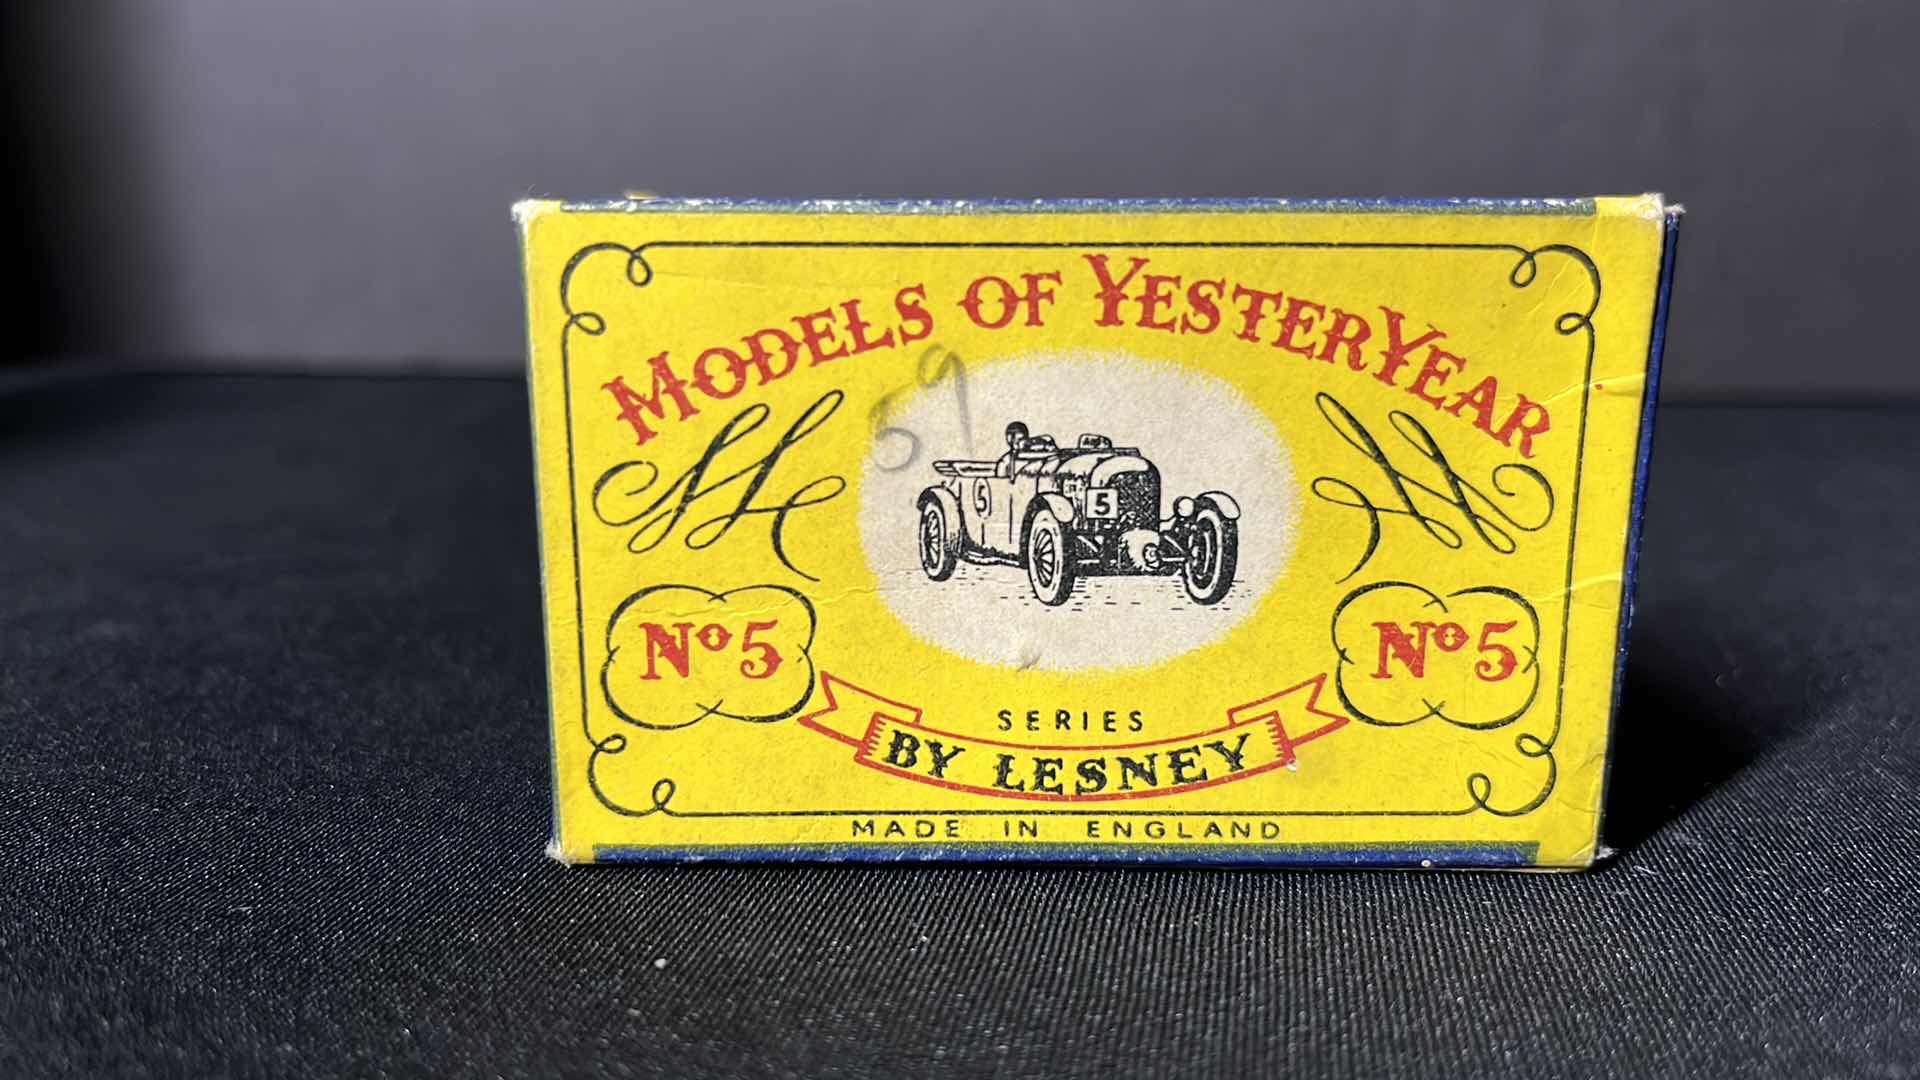 MODELS OF YESTERYEAR
59
5
5
Nº5
Nº5
SERIES
BY LESNEY
MADE IN ENGLAND